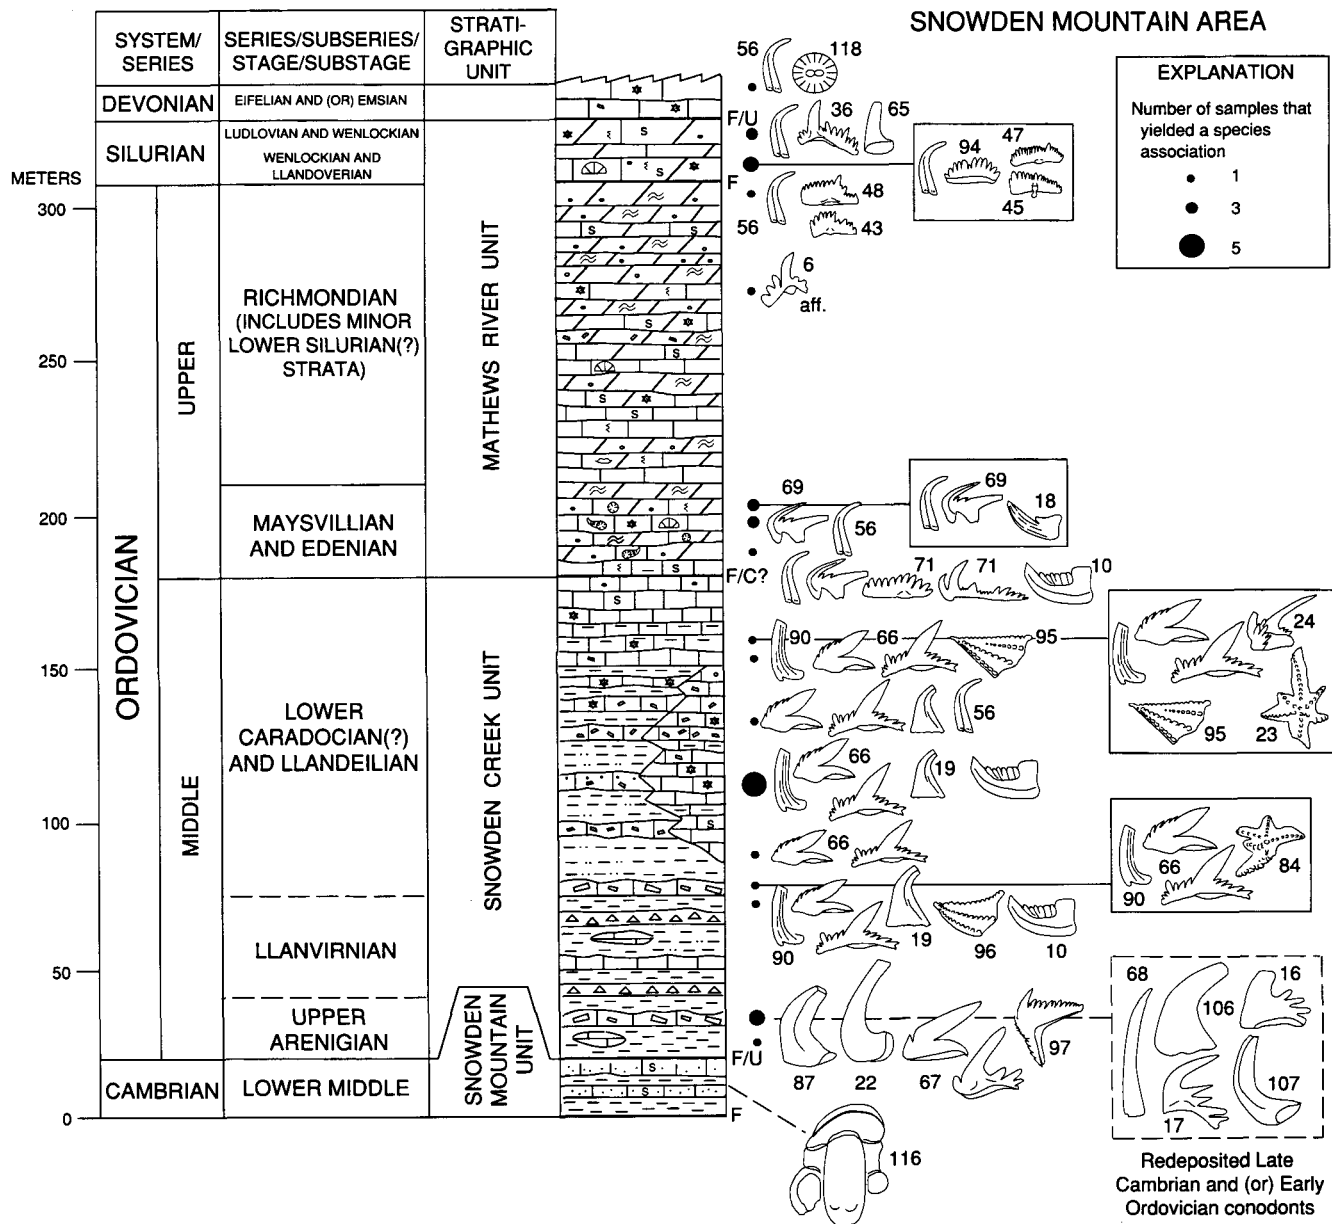 SNOWDEN MOUNTAIN AREA
SYSTEM/
SERIES
SERIES/SUBSERIES/
STAGE/SUBSTAGE
STRATI-
GRAPHIC
UNIT
EXPLANATION
Number of samples that
yielded a species
association
1
3
5
METERS
300
250
200
150
100
50
0
DEVONIAN
EIFELIAN AND (OR) EMSIAN
SILURIAN
LUDLOVIAN AND WENLOCKIAN
WENLOCKIAN AND
LLANDOVERIAN
ORDOVICIAN
UPPER
RICHMONDIAN
(INCLUDES MINOR
LOWER SILURIAN(?)
STRATA)
MAYSVILLIAN
AND EDENIAN
MIDDLE
LOWER
CARADOCIAN(?)
AND LLANDEILIAN
LLANVIRNIAN
UPPER
ARENIGIAN
CAMBRIAN
LOWER MIDDLE
MATHEWS RIVER UNIT
SNOWDEN CREEK UNIT
SNOWDEN
MOUNTAIN
UNIT
S
S
S
S S
S
S
S
S
S
S
S
S
S
F/U
F
F/C?
F/U
F
56 118
36 65
94 47
45
48
56 43
6
aff.
69
56
69
18
71 71 10
90 66 95
24
95 23
56
66 19
66
66 84
90
90 19 96 10
87 22 67 97
68 106 16
17 107
116
Redeposited Late
Cambrian and (or) Early
Ordovician conodonts